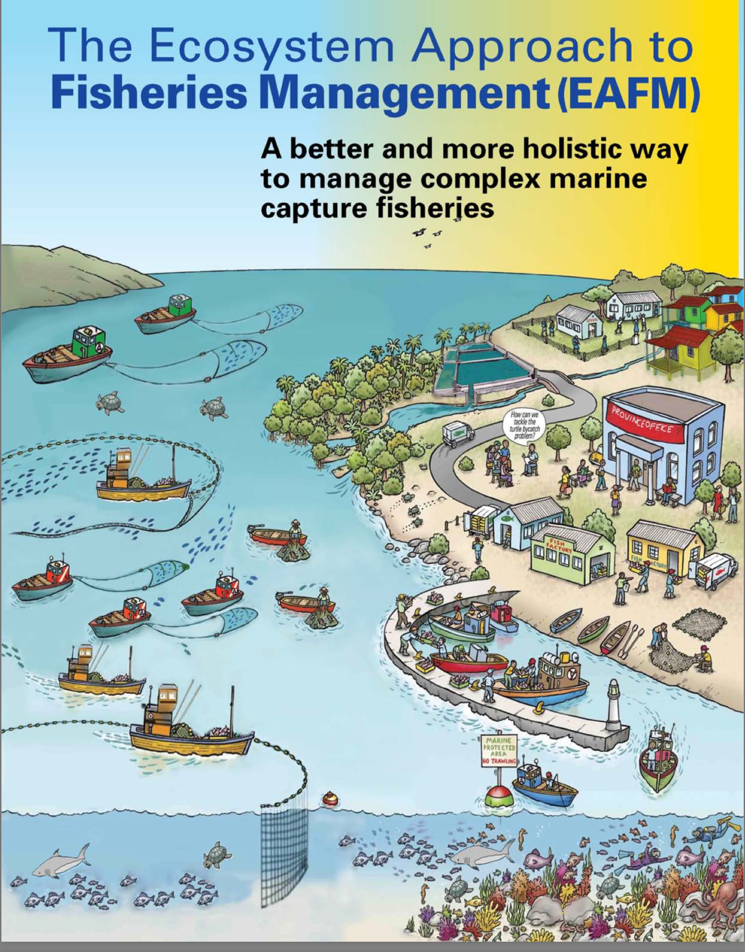 The Ecosystem Approach to
Fisheries Management (EAFM)
A better and more holistic way
to manage complex marine
capture fisheries
How can we
tackle the
turtle bycatch
problem?
PROVINCE OFFICE
FISH
FACTORY
MARINE
PROTECTED
AREA
NO TRAWLING